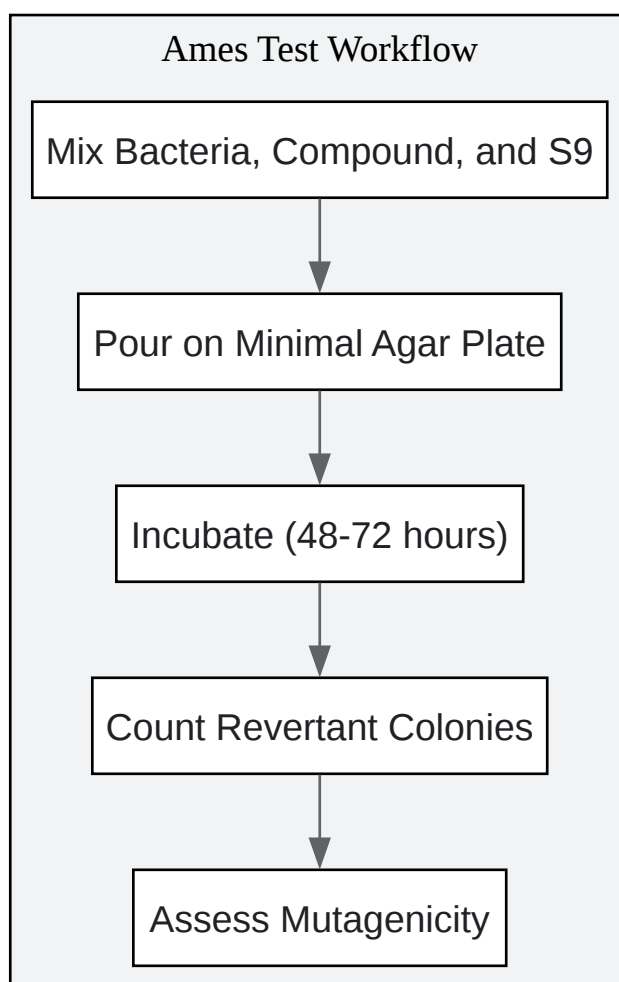 Ames Test Workflow
Mix Bacteria, Compound, and S9
Pour on Minimal Agar Plate
Incubate (48-72 hours)
Count Revertant Colonies
Assess Mutagenicity